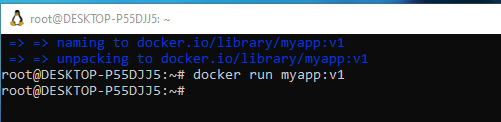 root@DESKTOP-P55DJJ5: ~
=> => naming to docker.io/library/myapp:v1
=> => unpacking to docker.io/library/myapp:v1
root@DESKTOP-P55DJJ5:~# docker run myapp:v1
root@DESKTOP-P55DJJ5:~#